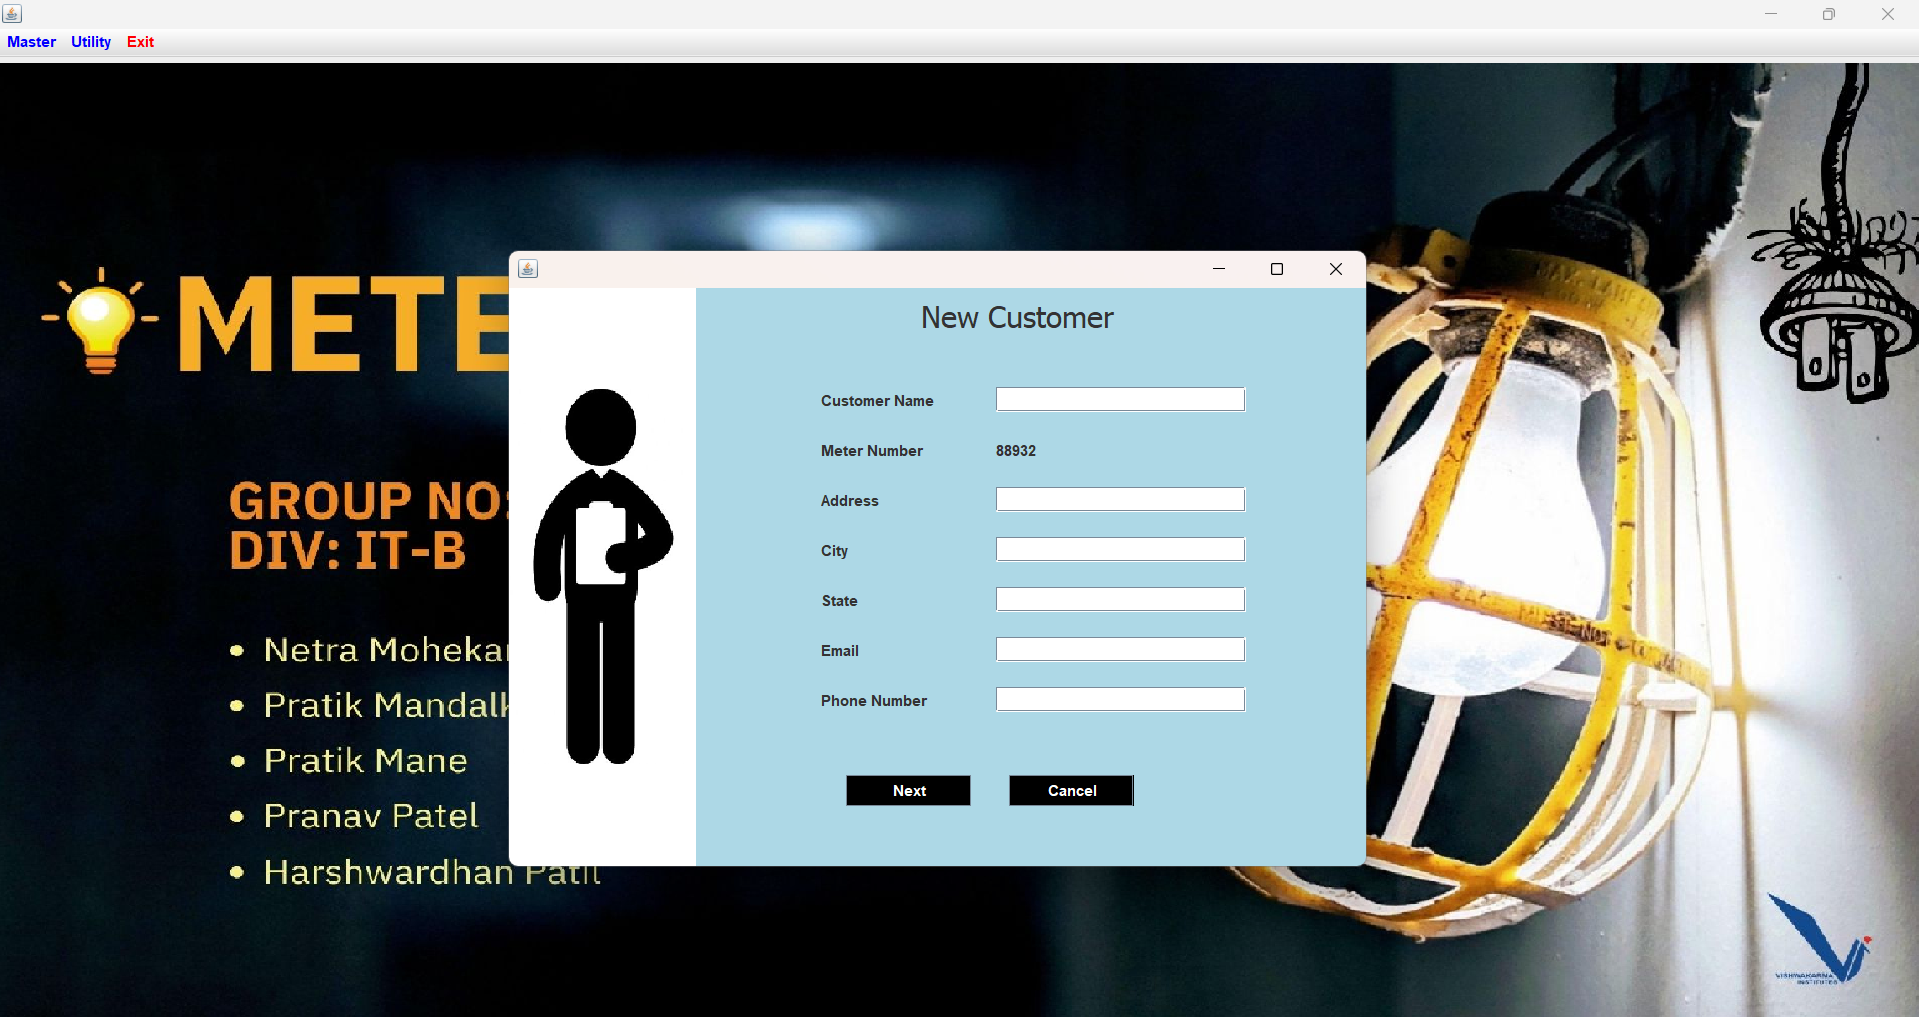 Master Utility Exit
METE
GROUP NO:
DIV: IT-B
• Netra Moheka
• Pratik Mandal
• Pratik Mane
• Pranav Patel
• Harshwardhan Patil
New Customer
Customer Name
Meter Number 88932
Address
City
State
Email
Phone Number
Next Cancel